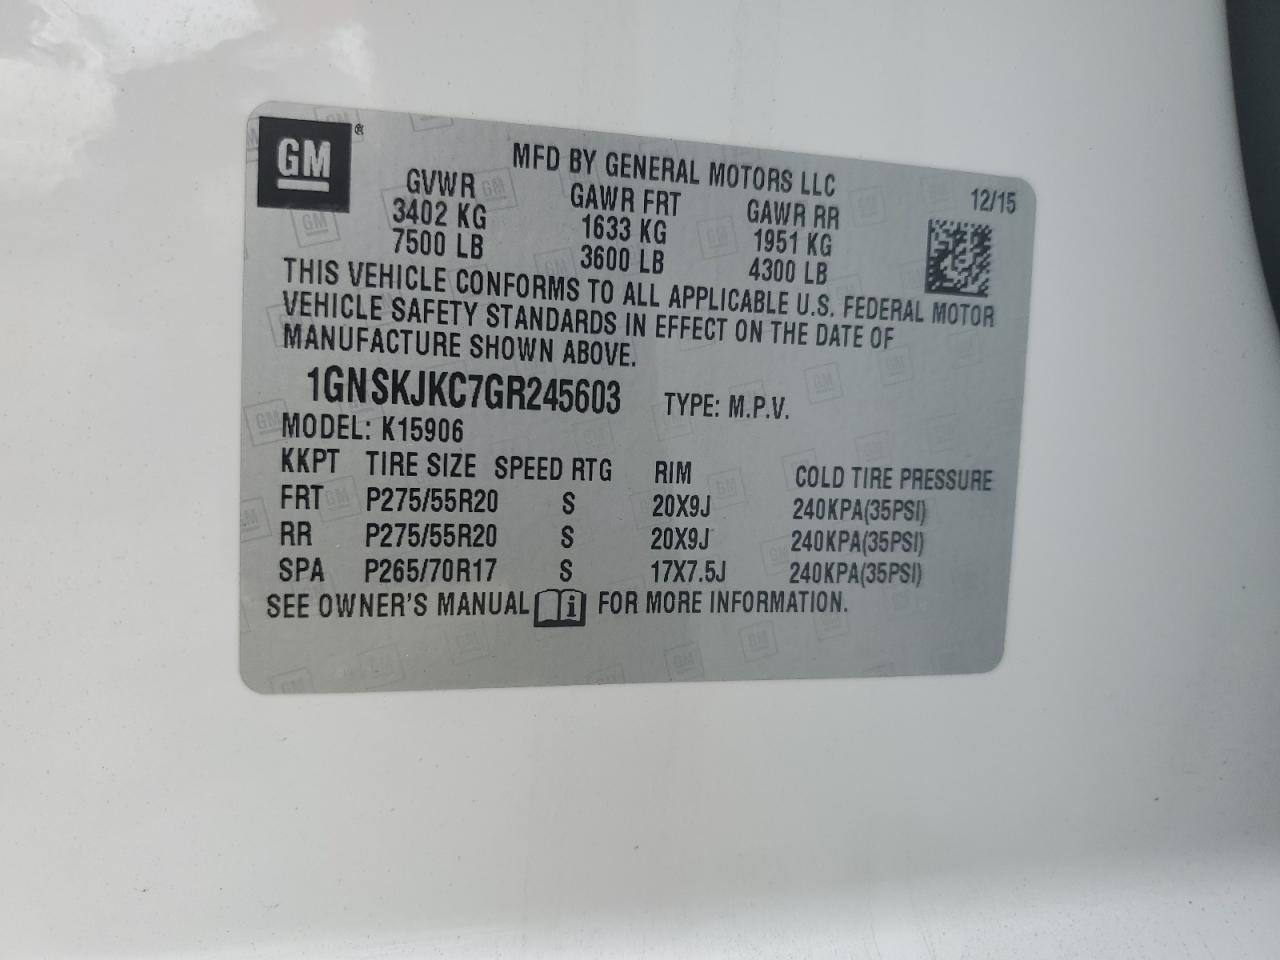 GM®
MFD BY GENERAL MOTORS LLC
12/15
GVWR GAWR FRT GAWR RR
3402 KG 1633 KG 1951 KG
7500 LB 3600 LB 4300 LB
THIS VEHICLE CONFORMS TO ALL APPLICABLE U.S. FEDERAL MOTOR
VEHICLE SAFETY STANDARDS IN EFFECT ON THE DATE OF
MANUFACTURE SHOWN ABOVE.
1GNSKJKC7GR245603 TYPE: M.P.V.
MODEL: K15906
KKPT TIRE SIZE SPEED RTG RIM COLD TIRE PRESSURE
FRT P275/55R20 S 20X9J 240KPA(35PSI)
RR P275/55R20 S 20X9J 240KPA(35PSI)
SPA P265/70R17 S 17X7.5J 240KPA(35PSI)
SEE OWNER'S MANUAL i FOR MORE INFORMATION.